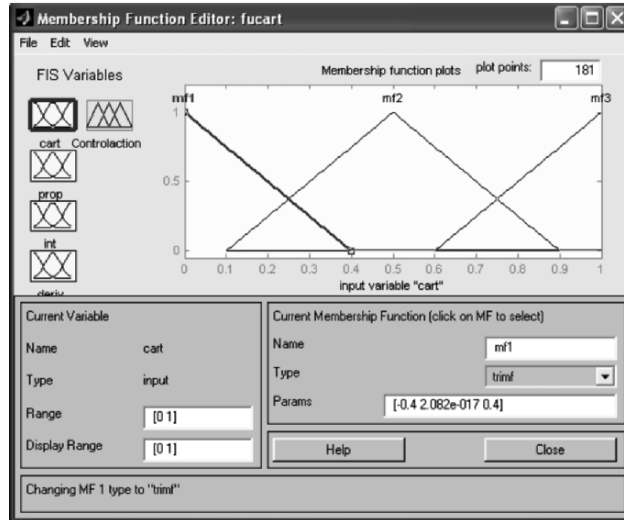 Membership Function Editor: fucart
File Edit View
FIS Variables
Membership function plots plot points: 181
mf1 mf2 mf3
cart Controlaction
prop
int
deriv
1
0.5
0
0 0.1 0.2 0.3 0.4 0.5 0.6 0.7 0.8 0.9 1
input variable "cart"
Current Variable
Name cart
Type input
Range [0 1]
Display Range [0 1]
Current Membership Function (click on MF to select)
Name mf1
Type trimf
Params [-0.4 2.082e-017 0.4]
Help Close
Changing MF 1 type to "trimf"